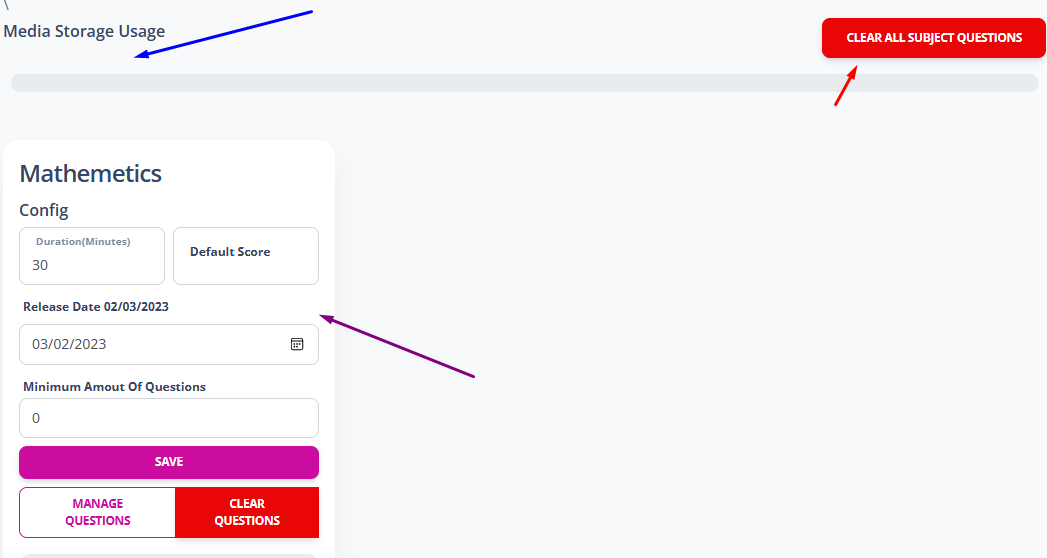 \
Media Storage Usage
CLEAR ALL SUBJECT QUESTIONS
Mathemetics
Config
Duration(Minutes)
30
Default Score
Release Date 02/03/2023
03/02/2023
Minimum Amout Of Questions
0
SAVE
MANAGE
QUESTIONS
CLEAR
QUESTIONS